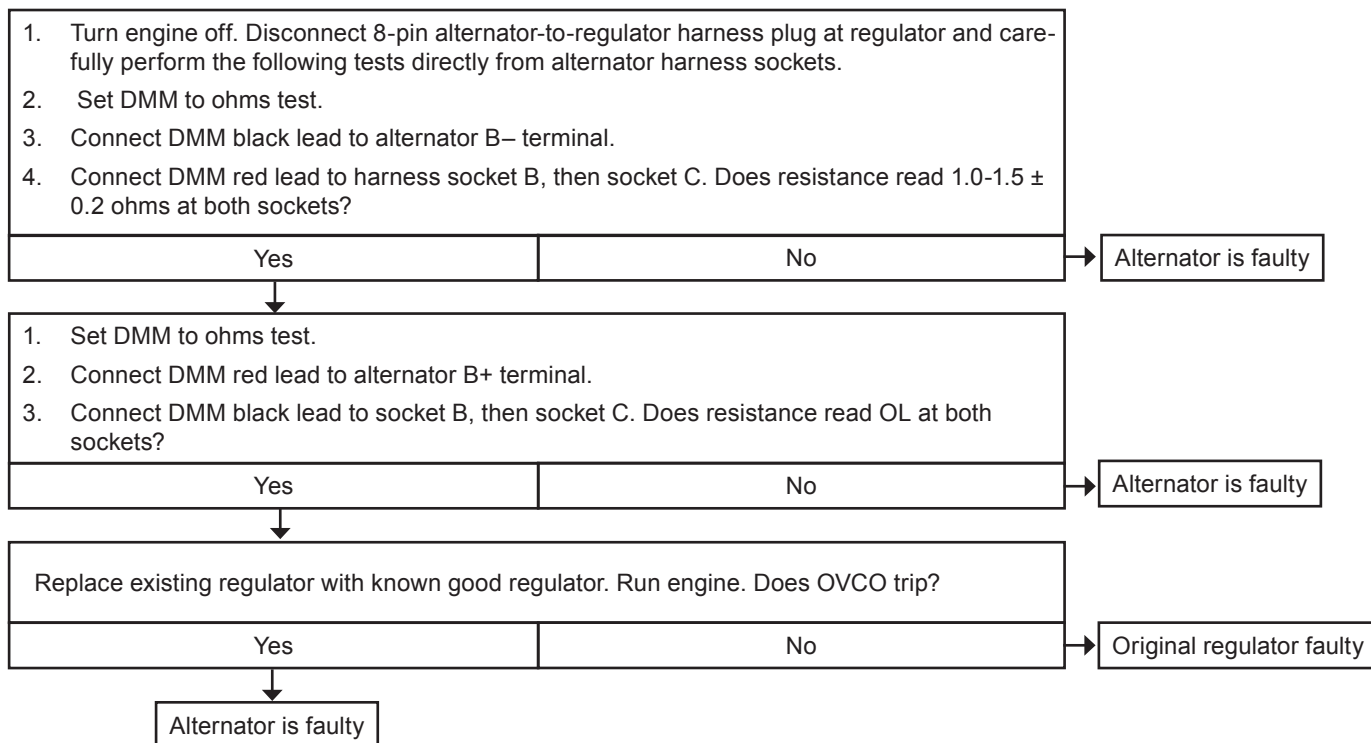 1. Turn engine off. Disconnect 8-pin alternator-to-regulator harness plug at regulator and care-
fully perform the following tests directly from alternator harness sockets.
2. Set DMM to ohms test.
3. Connect DMM black lead to alternator B– terminal.
4. Connect DMM red lead to harness socket B, then socket C. Does resistance read 1.0-1.5 ±
0.2 ohms at both sockets?
Yes
No
Alternator is faulty
1. Set DMM to ohms test.
2. Connect DMM red lead to alternator B+ terminal.
3. Connect DMM black lead to socket B, then socket C. Does resistance read OL at both
sockets?
Yes
No
Alternator is faulty
Replace existing regulator with known good regulator. Run engine. Does OVCO trip?
Yes
No
Original regulator faulty
Alternator is faulty